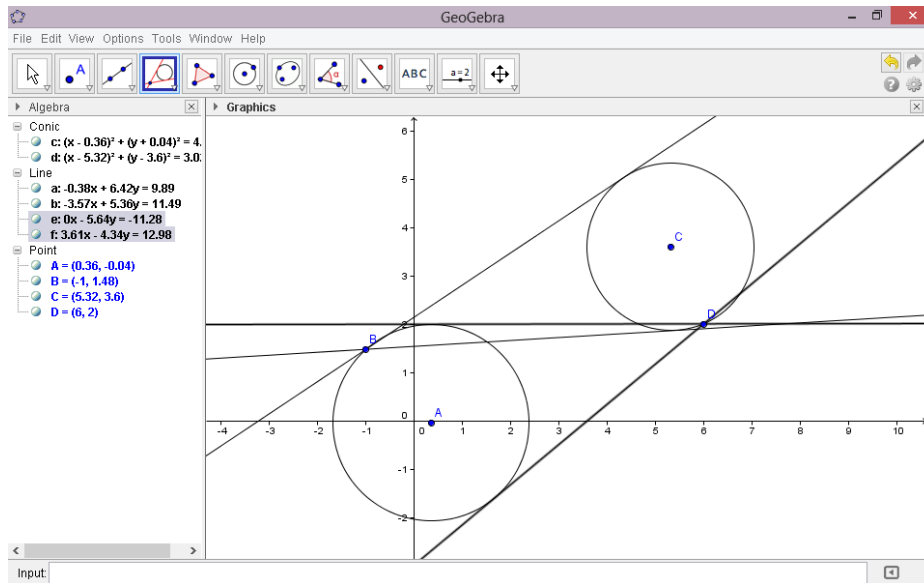 GeoGebra
File Edit View Options Tools Window Help
A
α
ABC
a=2
Algebra
Graphics
Conic
c: (x - 0.36)² + (y + 0.04)² = 4.
d: (x - 5.32)² + (y - 3.6)² = 3.0
Line
a: -0.38x + 6.42y = 9.89
b: -3.57x + 5.36y = 11.49
e: 0x - 5.64y = -11.28
f: 3.61x - 4.34y = 12.98
Point
A = (0.36, -0.04)
B = (-1, 1.48)
C = (5.32, 3.6)
D = (6, 2)
6
5
4
3
2
1
0
-1
-2
-4 -3 -2 -1 0 1 2 3 4 5 6 7 8 9 10
C
D
B
A
Input: